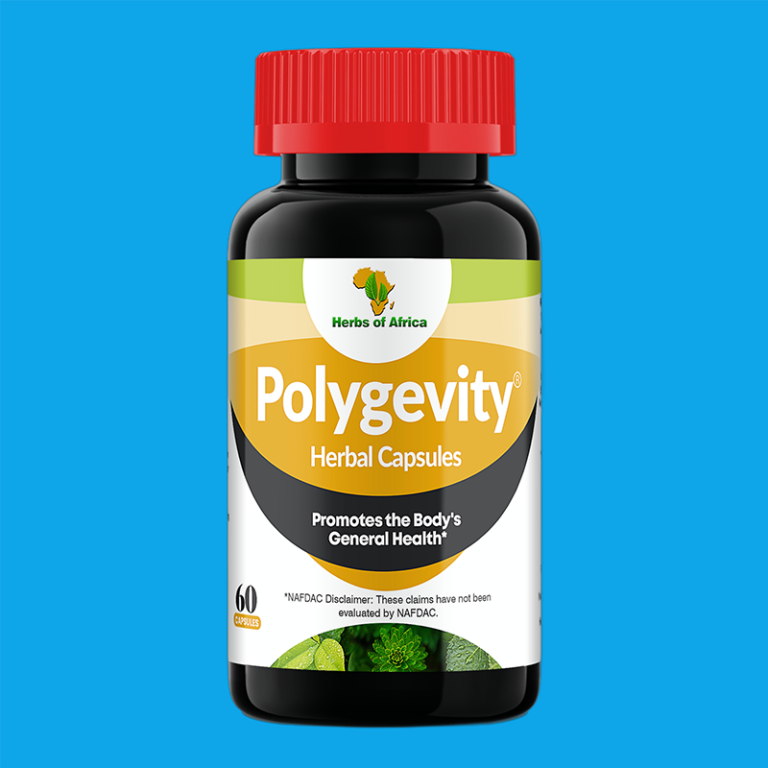 Herbs of Africa
Polygevity®
Herbal Capsules
Promotes the Body's
General Health*
*NAFDAC Disclaimer: These claims have not been
evaluated by NAFDAC.
60
CAPSULES